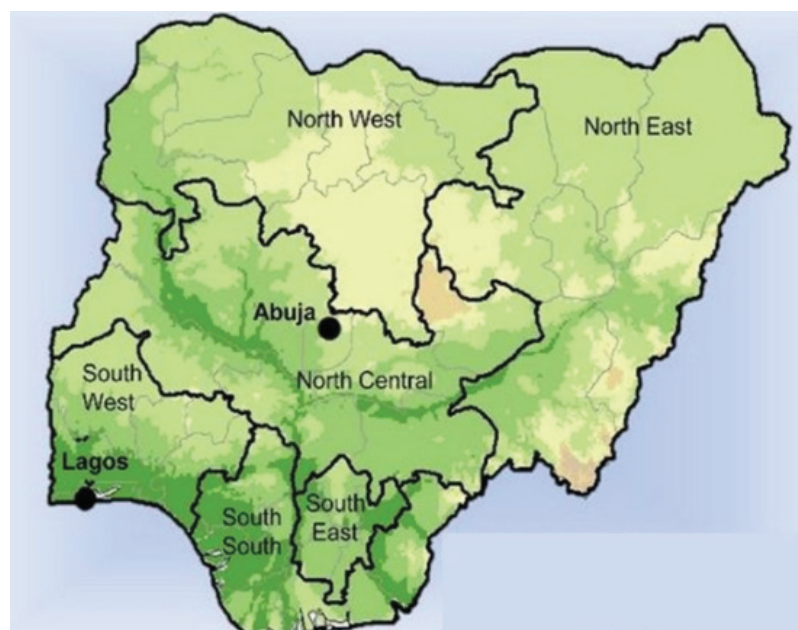 North West
North East
Abuja
North Central
South
West
Lagos
South
South
South
East